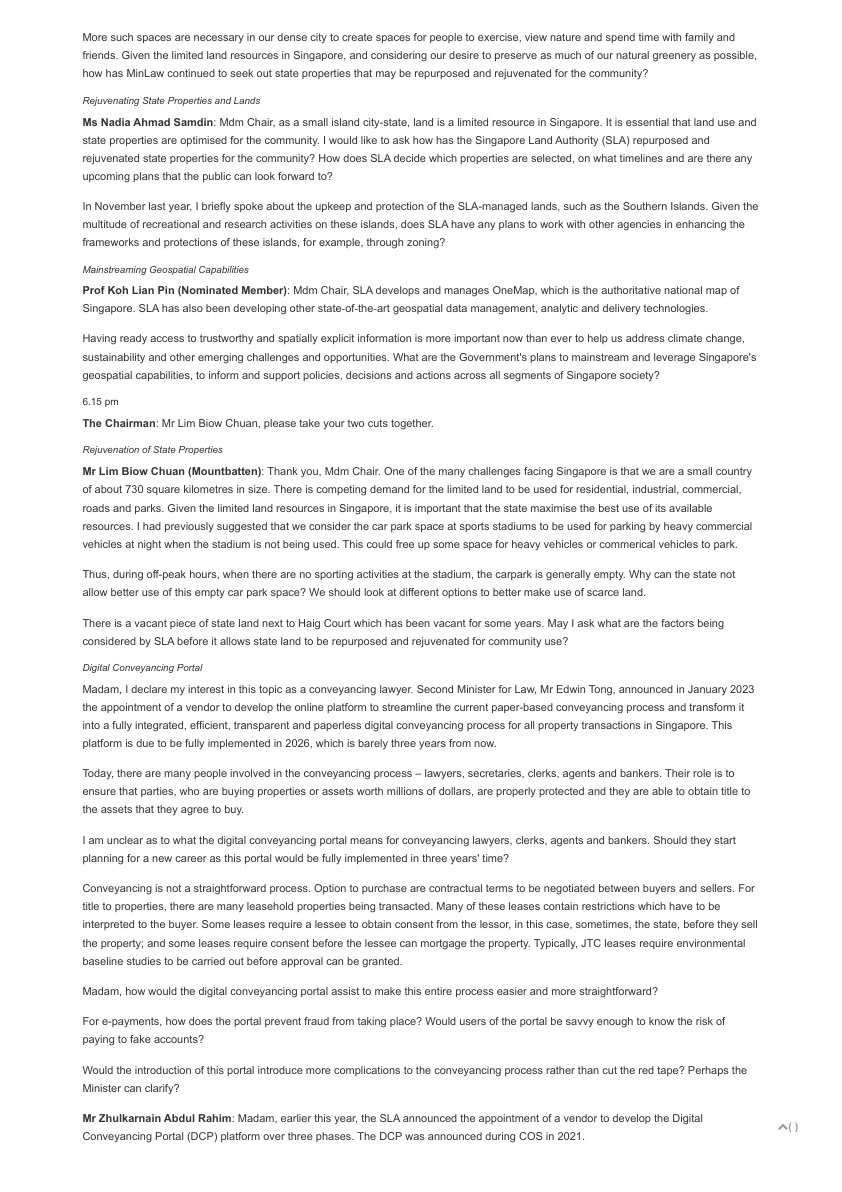 More such spaces are necessary in our dense city to create spaces for people to exercise, view nature and spend time with family and
friends. Given the limited land resources in Singapore, and considering our desire to preserve as much of our natural greenery as possible,
how has MinLaw continued to seek out state properties that may be repurposed and rejuvenated for the community?
Rejuvenating State Properties and Lands
Ms Nadia Ahmad Samdin: Mdm Chair, as a small island city-state, land is a limited resource in Singapore. It is essential that land use and
state properties are optimised for the community. I would like to ask how has the Singapore Land Authority (SLA) repurposed and
rejuvenated state properties for the community? How does SLA decide which properties are selected, on what timelines and are there any
upcoming plans that the public can look forward to?
In November last year, I briefly spoke about the upkeep and protection of the SLA-managed lands, such as the Southern Islands. Given the
multitude of recreational and research activities on these islands, does SLA have any plans to work with other agencies in enhancing the
frameworks and protections of these islands, for example, through zoning?
Mainstreaming Geospatial Capabilities
Prof Koh Lian Pin (Nominated Member): Mdm Chair, SLA develops and manages OneMap, which is the authoritative national map of
Singapore. SLA has also been developing other state-of-the-art geospatial data management, analytic and delivery technologies.
Having ready access to trustworthy and spatially explicit information is more important now than ever to help us address climate change,
sustainability and other emerging challenges and opportunities. What are the Government's plans to mainstream and leverage Singapore's
geospatial capabilities, to inform and support policies, decisions and actions across all segments of Singapore society?
6.15 pm
The Chairman: Mr Lim Biow Chuan, please take your two cuts together.
Rejuvenation of State Properties
Mr Lim Biow Chuan (Mountbatten): Thank you, Mdm Chair. One of the many challenges facing Singapore is that we are a small country
of about 730 square kilometres in size. There is competing demand for the limited land to be used for residential, industrial, commercial,
roads and parks. Given the limited land resources in Singapore, it is important that the state maximise the best use of its available
resources. I had previously suggested that we consider the car park space at sports stadiums to be used for parking by heavy commercial
vehicles at night when the stadium is not being used. This could free up some space for heavy vehicles or commerical vehicles to park.
Thus, during off-peak hours, when there are no sporting activities at the stadium, the carpark is generally empty. Why can the state not
allow better use of this empty car park space? We should look at different options to better make use of scarce land.
There is a vacant piece of state land next to Haig Court which has been vacant for some years. May I ask what are the factors being
considered by SLA before it allows state land to be repurposed and rejuvenated for community use?
Digital Conveyancing Portal
Madam, I declare my interest in this topic as a conveyancing lawyer. Second Minister for Law, Mr Edwin Tong, announced in January 2023
the appointment of a vendor to develop the online platform to streamline the current paper-based conveyancing process and transform it
into a fully integrated, efficient, transparent and paperless digital conveyancing process for all property transactions in Singapore. This
platform is due to be fully implemented in 2026, which is barely three years from now.
Today, there are many people involved in the conveyancing process – lawyers, secretaries, clerks, agents and bankers. Their role is to
ensure that parties, who are buying properties or assets worth millions of dollars, are properly protected and they are able to obtain title to
the assets that they agree to buy.
I am unclear as to what the digital conveyancing portal means for conveyancing lawyers, clerks, agents and bankers. Should they start
planning for a new career as this portal would be fully implemented in three years' time?
Conveyancing is not a straightforward process. Option to purchase are contractual terms to be negotiated between buyers and sellers. For
title to properties, there are many leasehold properties being transacted. Many of these leases contain restrictions which have to be
interpreted to the buyer. Some leases require a lessee to obtain consent from the lessor, in this case, sometimes, the state, before they sell
the property; and some leases require consent before the lessee can mortgage the property. Typically, JTC leases require environmental
baseline studies to be carried out before approval can be granted.
Madam, how would the digital conveyancing portal assist to make this entire process easier and more straightforward?
For e-payments, how does the portal prevent fraud from taking place? Would users of the portal be savvy enough to know the risk of
paying to fake accounts?
Would the introduction of this portal introduce more complications to the conveyancing process rather than cut the red tape? Perhaps the
Minister can clarify?
Mr Zhulkarnain Abdul Rahim: Madam, earlier this year, the SLA announced the appointment of a vendor to develop the Digital
Conveyancing Portal (DCP) platform over three phases. The DCP was announced during COS in 2021.
( )